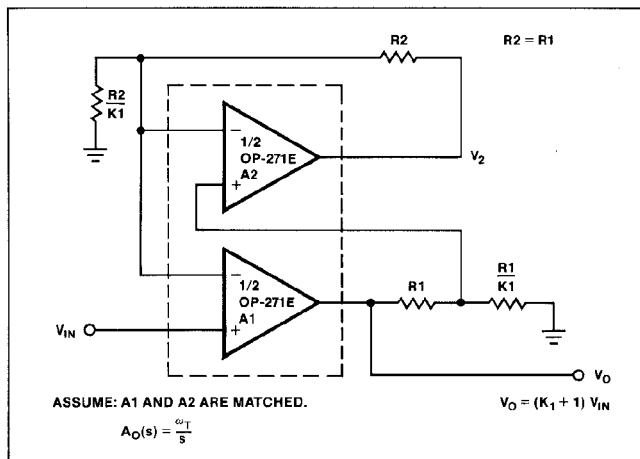 R2
R2 = R1
R2
K1
−
1/2
OP-271E
A2
+
V2
−
1/2
OP-271E
A1
+
R1
R1
K1
VIN
VO
ASSUME: A1 AND A2 ARE MATCHED.
AO(s) = ωT
s
VO = (K1 + 1) VIN